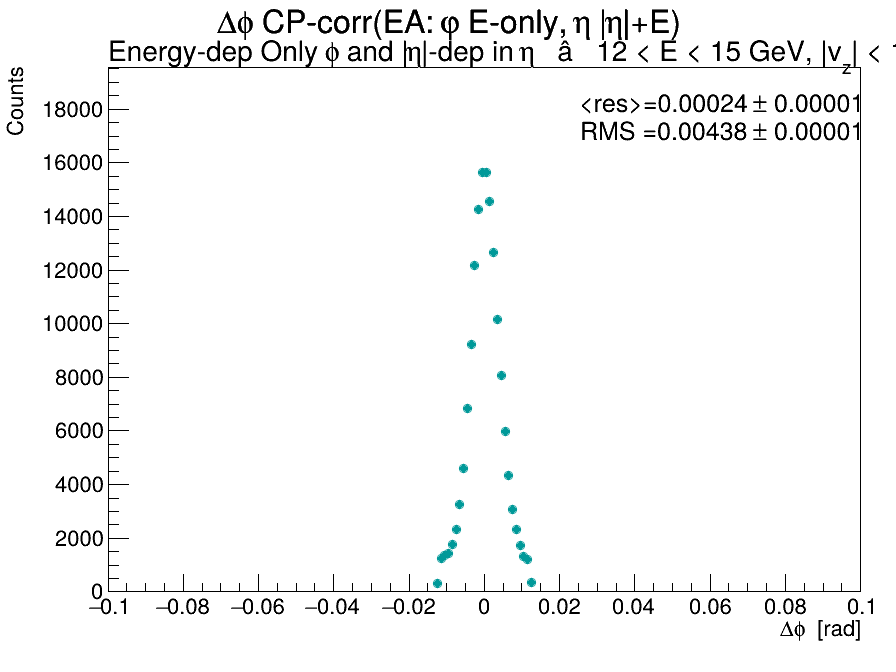 Δϕ CP-corr(EA: φ E-only, η |η|+E)
Energy-dep Only ϕ and |η|-dep in η â 12 < E < 15 GeV, |v_z| <
Counts
<res>=0.00024 ± 0.00001
RMS =0.00438 ± 0.00001
18000
16000
14000
12000
10000
8000
6000
4000
2000
0
−0.1 −0.08 −0.06 −0.04 −0.02 0 0.02 0.04 0.06 0.08 0.1
Δϕ [rad]